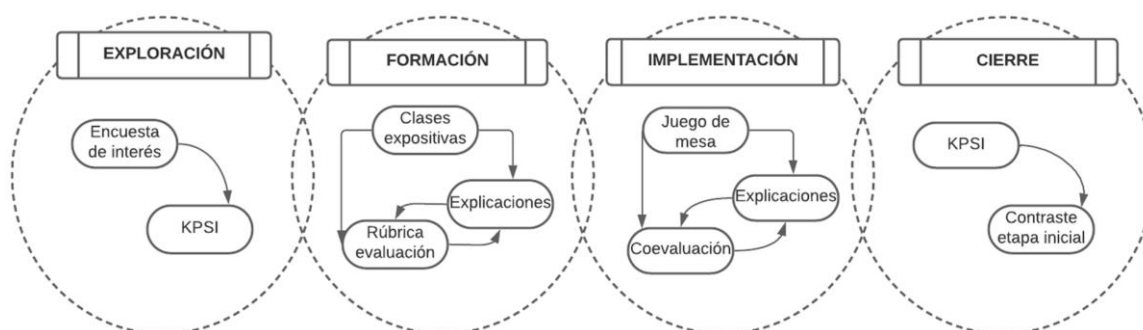 EXPLORACIÓN
Encuesta
de interés
KPSI
FORMACIÓN
Clases
expositivas
Explicaciones
Rúbrica
evaluación
IMPLEMENTACIÓN
Juego de
mesa
Explicaciones
Coevaluación
CIERRE
KPSI
Contraste
etapa inicial